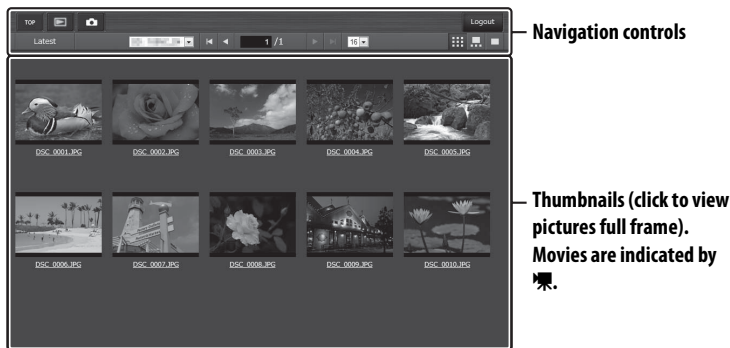 TOP
Logout
Navigation controls
Latest
1 /1
16
DSC_0001.JPG
DSC_0002.JPG
DSC_0003.JPG
DSC_0004.JPG
DSC_0005.JPG
Thumbnails (click to view
pictures full frame).
Movies are indicated by
.
DSC_0006.JPG
DSC_0007.JPG
DSC_0008.JPG
DSC_0009.JPG
DSC_0010.JPG